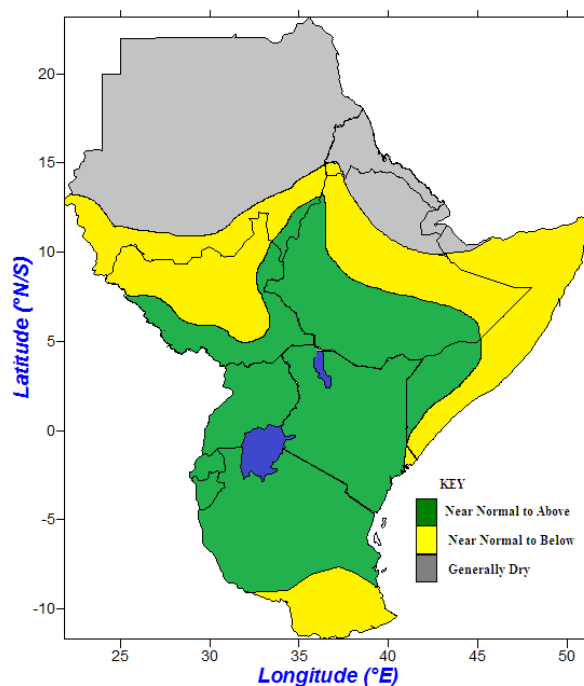 20
15
10
5
0
-5
-10
Latitude (°N/S)
KEY
Near Normal to Above
Near Normal to Below
Generally Dry
25 30 35 40 45 50
Longitude (°E)